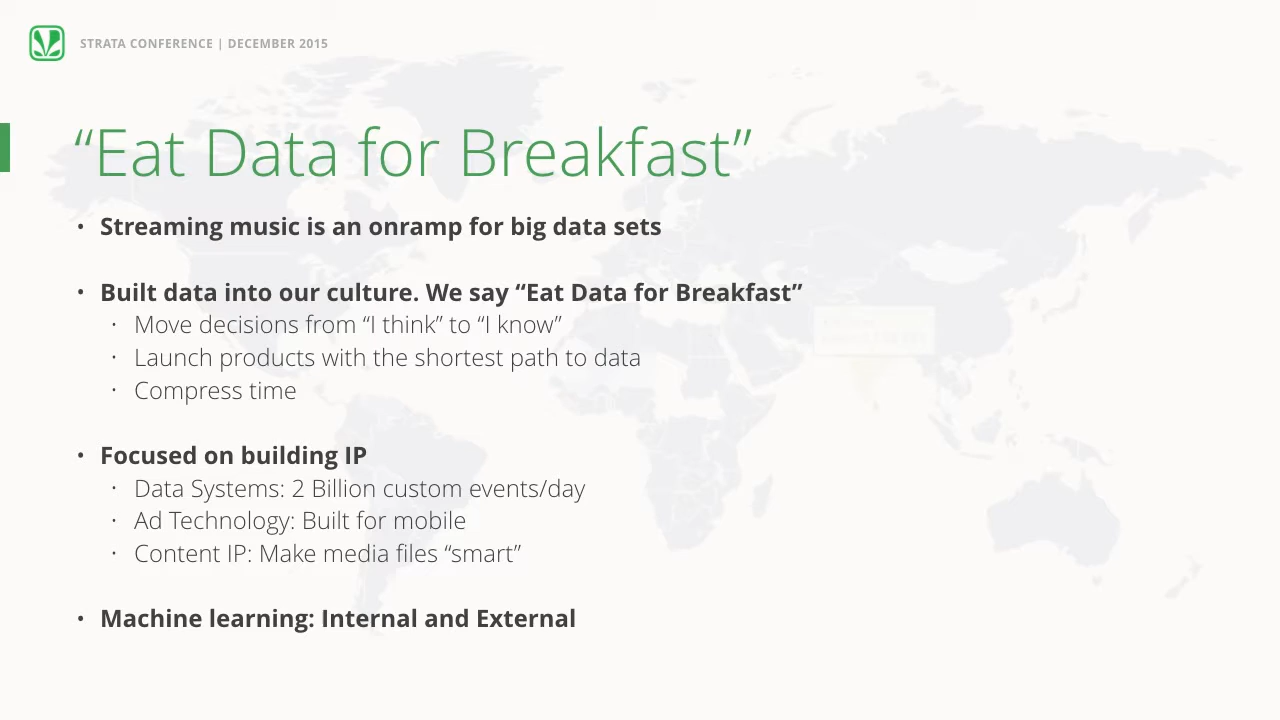 STRATA CONFERENCE | DECEMBER 2015
“Eat Data for Breakfast”
• Streaming music is an onramp for big data sets
• Built data into our culture. We say “Eat Data for Breakfast”
· Move decisions from “I think” to “I know”
· Launch products with the shortest path to data
· Compress time
• Focused on building IP
· Data Systems: 2 Billion custom events/day
· Ad Technology: Built for mobile
· Content IP: Make media files “smart”
• Machine learning: Internal and External